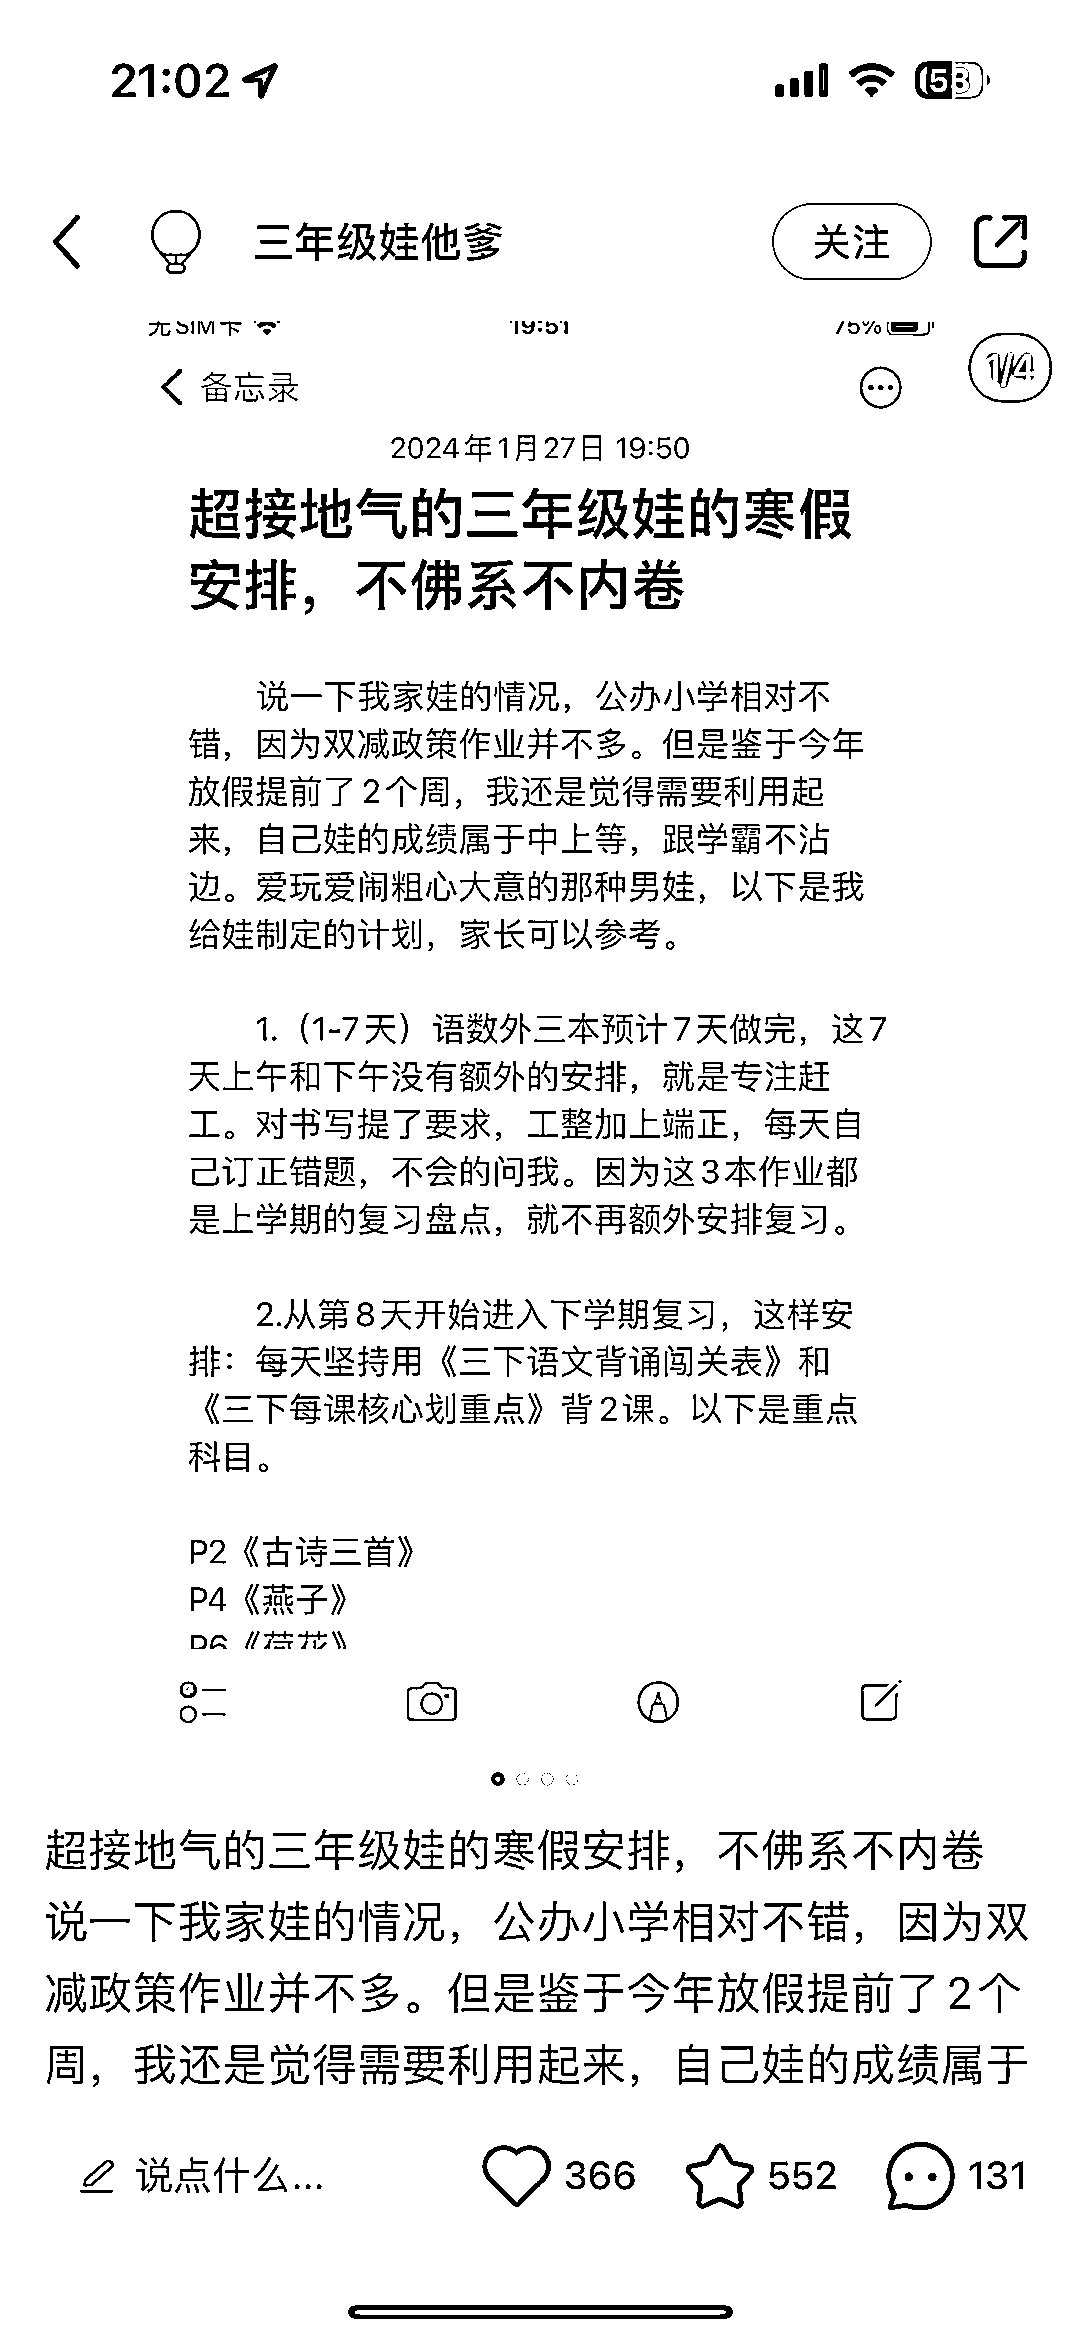 21:02
三年级娃他爹
关注
无SIM卡 19:51 75%
1/4
备忘录
2024年1月27日 19:50
超接地气的三年级娃的寒假
安排，不佛系不内卷
说一下我家娃的情况，公办小学相对不
错，因为双减政策作业并不多。但是鉴于今年
放假提前了2个周，我还是觉得需要利用起
来，自己娃的成绩属于中上等，跟学霸不沾
边。爱玩爱闹粗心大意的那种男娃，以下是我
给娃制定的计划，家长可以参考。
1.（1-7天）语数外三本预计7天做完，这7
天上午和下午没有额外的安排，就是专注赶
工。对书写提了要求，工整加上端正，每天自
己订正错题，不会的问我。因为这3本作业都
是上学期的复习盘点，就不再额外安排复习。
2.从第8天开始进入下学期复习，这样安
排：每天坚持用《三下语文背诵闯关表》和
《三下每课核心划重点》背2课。以下是重点
科目。
P2《古诗三首》
P4《燕子》
P6《荷花》
超接地气的三年级娃的寒假安排，不佛系不内卷
说一下我家娃的情况，公办小学相对不错，因为双
减政策作业并不多。但是鉴于今年放假提前了2个
周，我还是觉得需要利用起来，自己娃的成绩属于
说点什么...
366
552
131